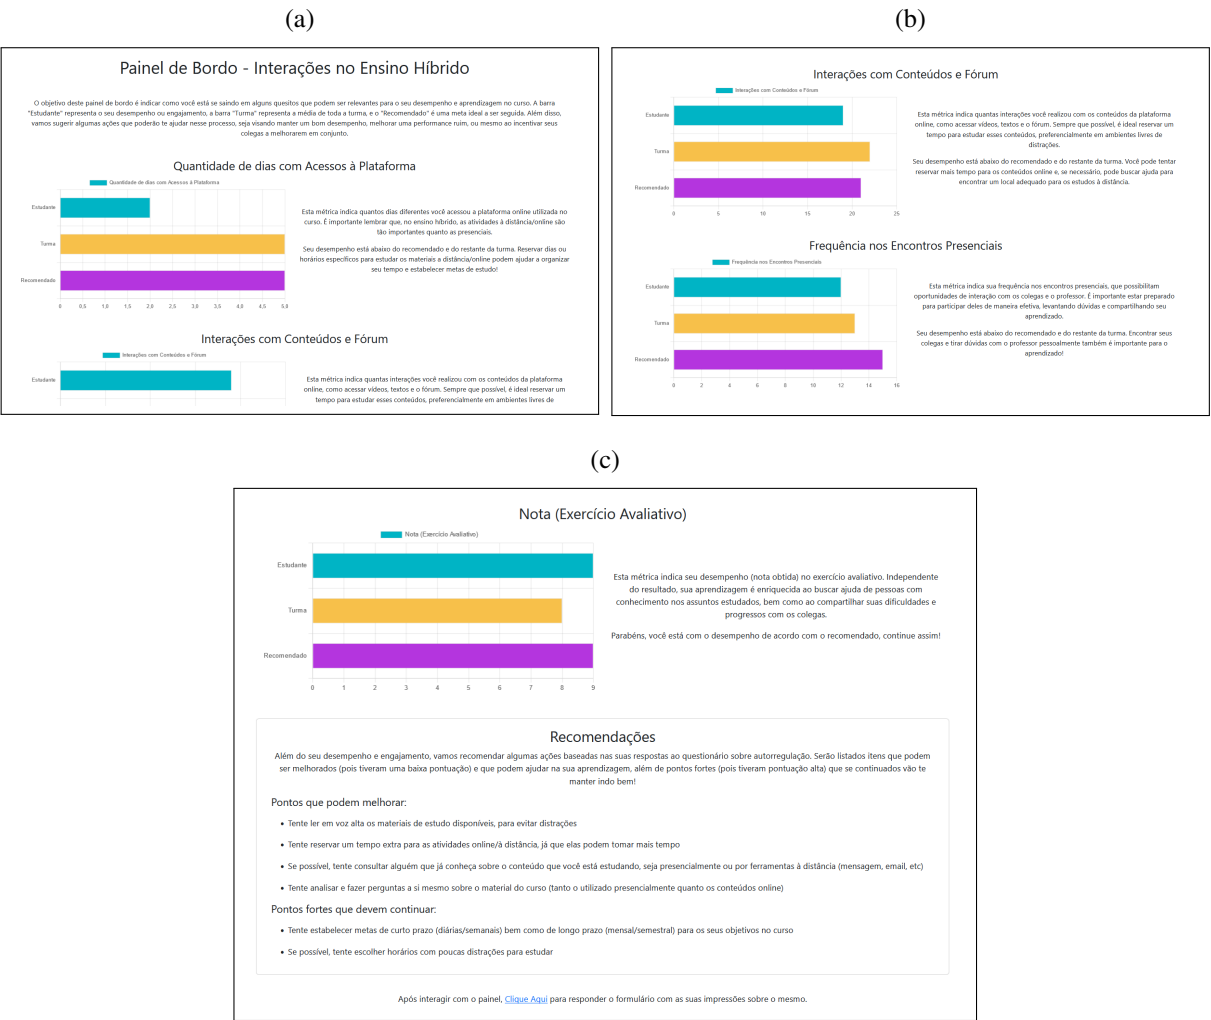 (a)
Painel de Bordo - Interações no Ensino Híbrido
O objetivo deste painel de bordo é indicar como você está se saindo em alguns quesitos que podem ser relevantes para o seu desempenho e aprendizagem no curso. A barra
"Estudante" representa o seu desempenho ou engajamento, a barra "Turma" representa a média de toda a turma, e o "Recomendado" é uma meta ideal a ser seguida. Além disso,
vamos sugerir algumas ações que poderão te ajudar nesse processo, seja visando manter um bom desempenho, melhorar uma performance ruim, ou mesmo ao incentivar seus
colegas a melhorarem em conjunto.
Quantidade de dias com Acessos à Plataforma
Quantidade de dias com Acessos à Plataforma
Estudante
Turma
Recomendado
0 0,5 1,0 1,5 2,0 2,5 3,0 3,5 4,0 4,5 5,0
Esta métrica indica quantos dias diferentes você acessou a plataforma online utilizada no
curso. É importante lembrar que, no ensino híbrido, as atividades à distância/online são
tão importantes quanto as presenciais.
Seu desempenho está abaixo do recomendado e do restante da turma. Reservar dias ou
horários específicos para estudar os materiais a distância/online podem ajudar a organizar
seu tempo e estabelecer metas de estudo!
Interações com Conteúdos e Fórum
Interações com Conteúdos e Fórum
Estudante
Esta métrica indica quantas interações você realizou com os conteúdos da plataforma
online, como acessar vídeos, textos e o fórum. Sempre que possível, é ideal reservar um
tempo para estudar esses conteúdos, preferencialmente em ambientes livres de
(b)
Interações com Conteúdos e Fórum
Interações com Conteúdos e Fórum
Estudante
Turma
Recomendado
0 5 10 15 20 25
Esta métrica indica quantas interações você realizou com os conteúdos da plataforma
online, como acessar vídeos, textos e o fórum. Sempre que possível, é ideal reservar um
tempo para estudar esses conteúdos, preferencialmente em ambientes livres de
distrações.
Seu desempenho está abaixo do recomendado e do restante da turma. Você pode tentar
reservar mais tempo para os conteúdos online e, se necessário, pode buscar ajuda para
encontrar um local adequado para os estudos à distância.
Frequência nos Encontros Presenciais
Frequência nos Encontros Presenciais
Estudante
Turma
Recomendado
0 2 4 6 8 10 12 14 16
Esta métrica indica sua frequência nos encontros presenciais, que possibilitam
oportunidades de interação com os colegas e o professor. É importante estar preparado
para participar deles de maneira efetiva, levantando dúvidas e compartilhando seu
aprendizado.
Seu desempenho está abaixo do recomendado e do restante da turma. Encontrar seus
colegas e tirar dúvidas com o professor pessoalmente também é importante para o
aprendizado!
(c)
Nota (Exercício Avaliativo)
Nota (Exercício Avaliativo)
Estudante
Turma
Recomendado
0 1 2 3 4 5 6 7 8 9
Esta métrica indica seu desempenho (nota obtida) no exercício avaliativo. Independente
do resultado, sua aprendizagem é enriquecida ao buscar ajuda de pessoas com
conhecimento nos assuntos estudados, bem como ao compartilhar suas dificuldades e
progressos com os colegas.
Parabéns, você está com o desempenho de acordo com o recomendado, continue assim!
Recomendações
Além do seu desempenho e engajamento, vamos recomendar algumas ações baseadas nas suas respostas ao questionário sobre autorregulação. Serão listados itens que podem
ser melhorados (pois tiveram uma baixa pontuação) e que podem ajudar na sua aprendizagem, além de pontos fortes (pois tiveram pontuação alta) que se continuados vão te
manter indo bem!
Pontos que podem melhorar:
• Tente ler em voz alta os materiais de estudo disponíveis, para evitar distrações
• Tente reservar um tempo extra para as atividades online/à distância, já que elas podem tomar mais tempo
• Se possível, tente consultar alguém que já conheça sobre o conteúdo que você está estudando, seja presencialmente ou por ferramentas à distância (mensagem, email, etc)
• Tente analisar e fazer perguntas a si mesmo sobre o material do curso (tanto o utilizado presencialmente quanto os conteúdos online)
Pontos fortes que devem continuar:
• Tente estabelecer metas de curto prazo (diárias/semanais) bem como de longo prazo (mensal/semestral) para os seus objetivos no curso
• Se possível, tente escolher horários com poucas distrações para estudar
Após interagir com o painel, Clique Aqui para responder o formulário com as suas impressões sobre o mesmo.